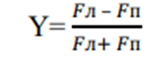 Y= Fл – Fп / Fл+ Fп